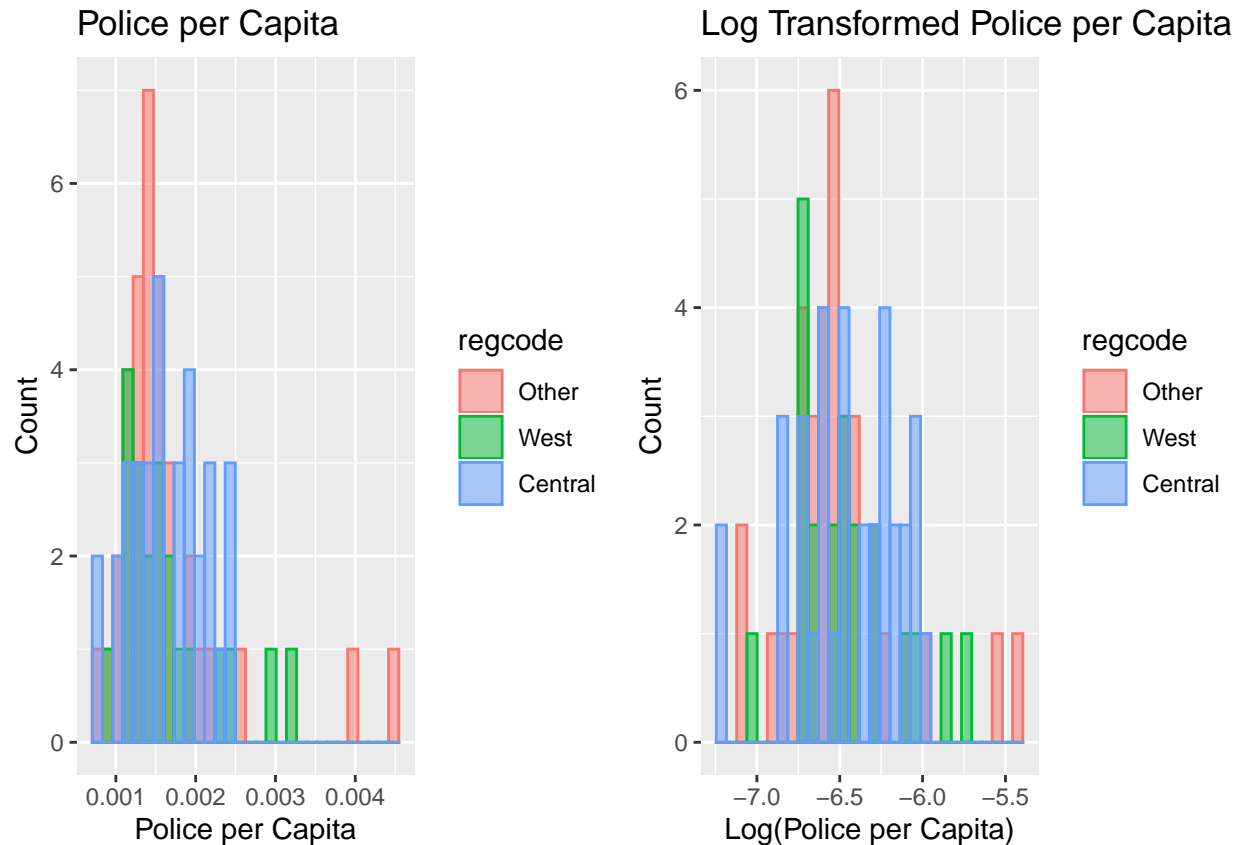 Police per Capita
Count
6
4
2
0
0.001 0.002 0.003 0.004
Police per Capita
regcode
Other
West
Central
Log Transformed Police per Capita
Count
6
4
2
0
−7.0 −6.5 −6.0 −5.5
Log(Police per Capita)
regcode
Other
West
Central